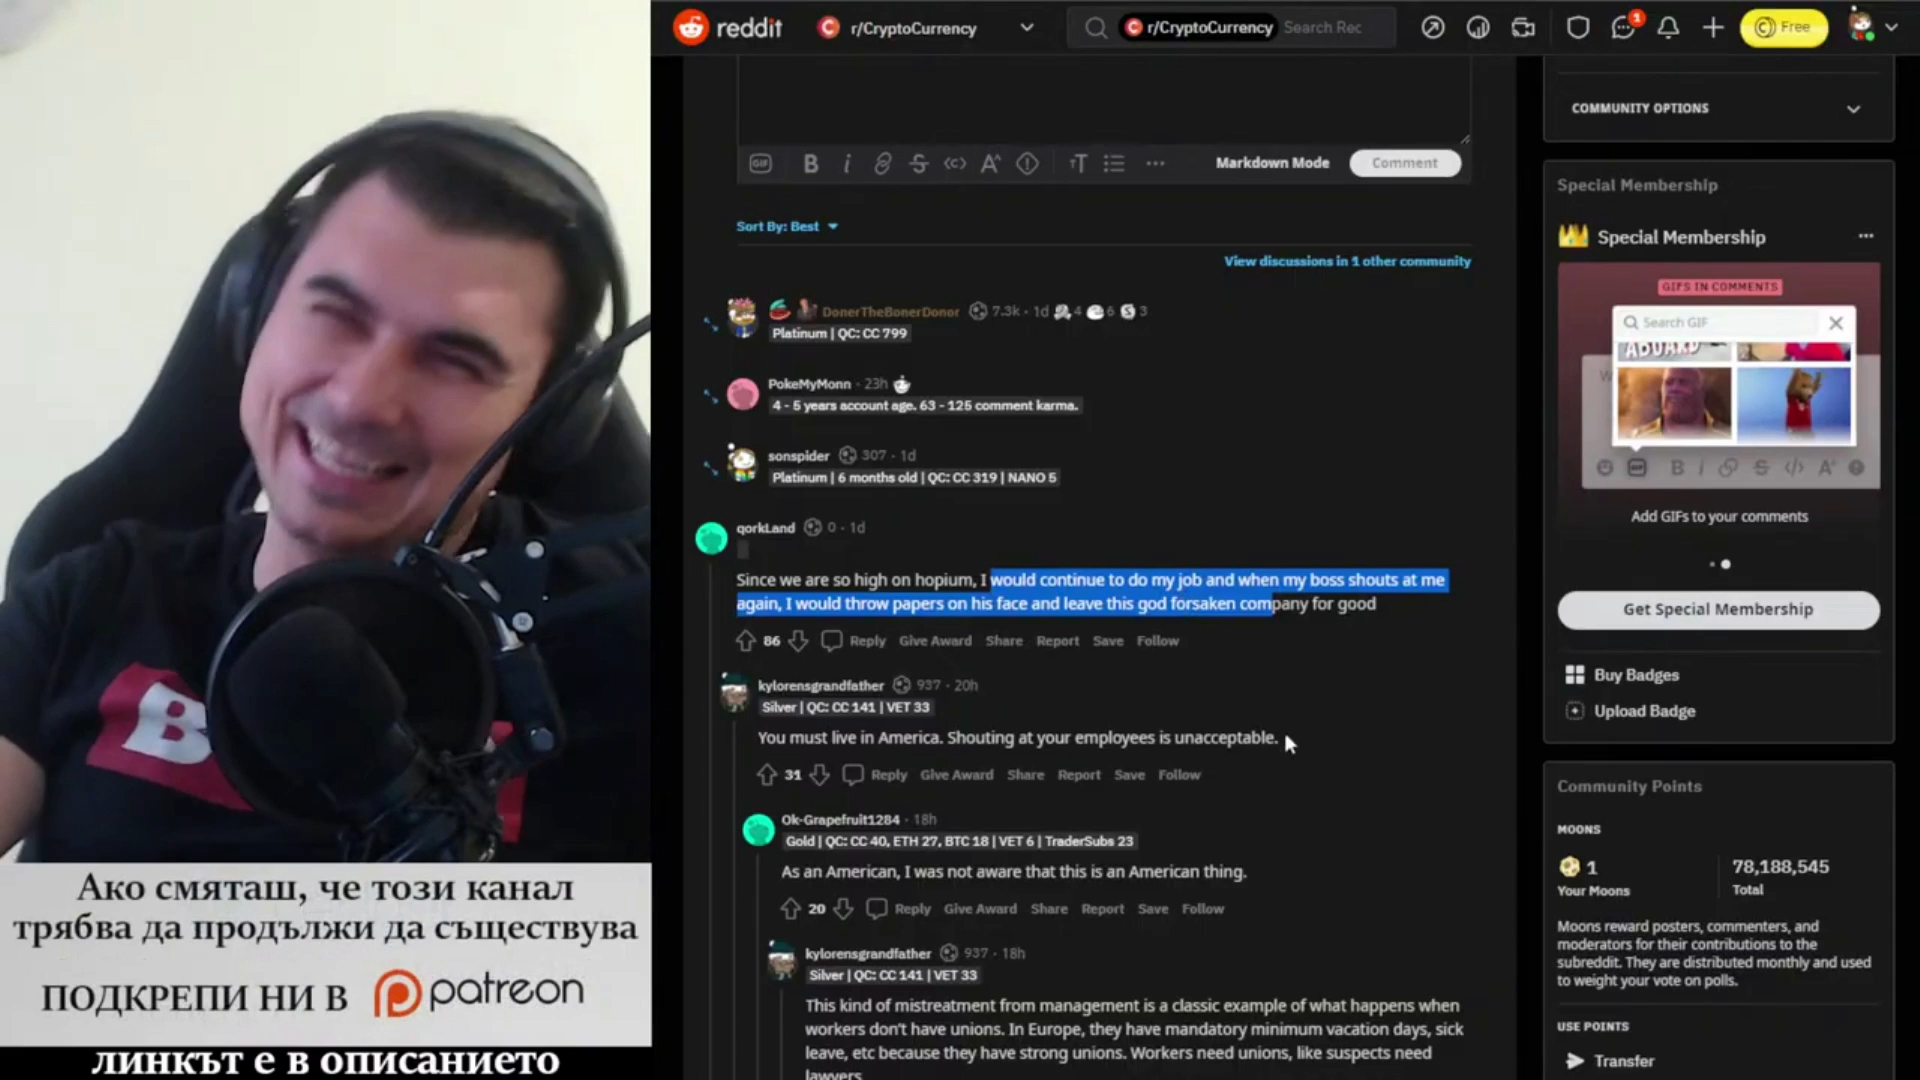 reddit
r/CryptoCurrency
r/CryptoCurrency Search Rec
1
Free
COMMUNITY OPTIONS
GIF B i A TT ...
Markdown Mode
Comment
Sort By: Best
View discussions in 1 other community
DonerTheBonerDonor 7.3k · 1d 4 6 S 3
Platinum | QC: CC 799
PokeMyMonn · 23h
4 - 5 years account age. 63 - 125 comment karma.
sonspider 307 · 1d
Platinum | 6 months old | QC: CC 319 | NANO 5
qorkLand 0 · 1d
Since we are so high on hopium, I would continue to do my job and when my boss shouts at me
again, I would throw papers on his face and leave this god forsaken company for good
86 Reply Give Award Share Report Save Follow
kylorensgrandfather 937 · 20h
Silver | QC: CC 141 | VET 33
You must live in America. Shouting at your employees is unacceptable.
31 Reply Give Award Share Report Save Follow
Ok-Grapefruit1284 · 18h
Gold | QC: CC 40, ETH 27, BTC 18 | VET 6 | TraderSubs 23
As an American, I was not aware that this is an American thing.
20 Reply Give Award Share Report Save Follow
kylorensgrandfather 937 · 18h
Silver | QC: CC 141 | VET 33
This kind of mistreatment from management is a classic example of what happens when
workers don't have unions. In Europe, they have mandatory minimum vacation days, sick
leave, etc because they have strong unions. Workers need unions, like suspects need
lawyers
Special Membership
Special Membership
GIFS IN COMMENTS
Search GIF
ABOARD
Add GIFs to your comments
Get Special Membership
Buy Badges
Upload Badge
Community Points
MOONS
1
Your Moons
78,188,545
Total
Moons reward posters, commenters, and
moderators for their contributions to the
subreddit. They are distributed monthly and used
to weight your vote on polls.
USE POINTS
Transfer
B
Ако смяташ, че този канал
трябва да продължи да съществува
ПОДКРЕПИ НИ В patreon
линкът е в описанието